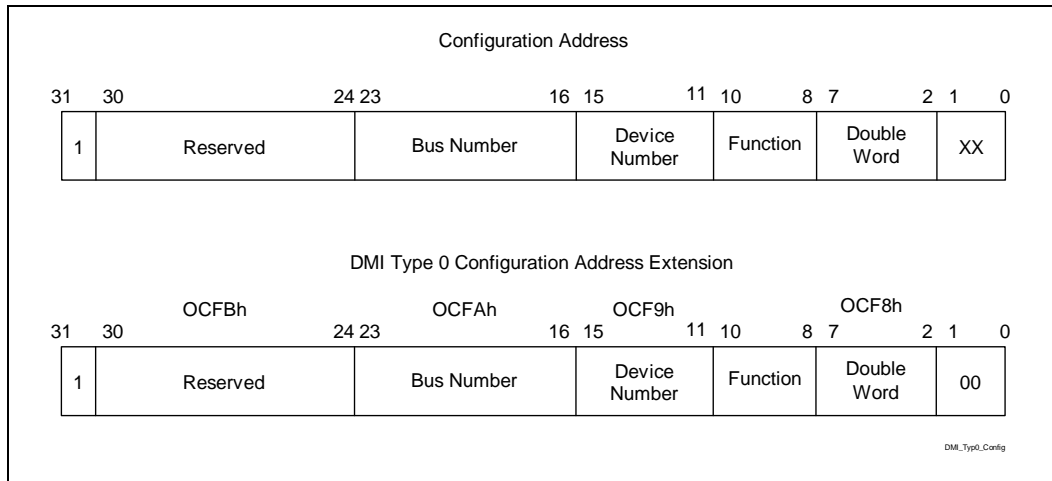 Configuration Address
31 30 24 23 16 15 11 10 8 7 2 1 0
1 Reserved Bus Number Device Number Function Double Word XX
DMI Type 0 Configuration Address Extension
OCFBh OCFAh OCF9h OCF8h
31 30 24 23 16 15 11 10 8 7 2 1 0
1 Reserved Bus Number Device Number Function Double Word 00
DMI_Typ0_Config